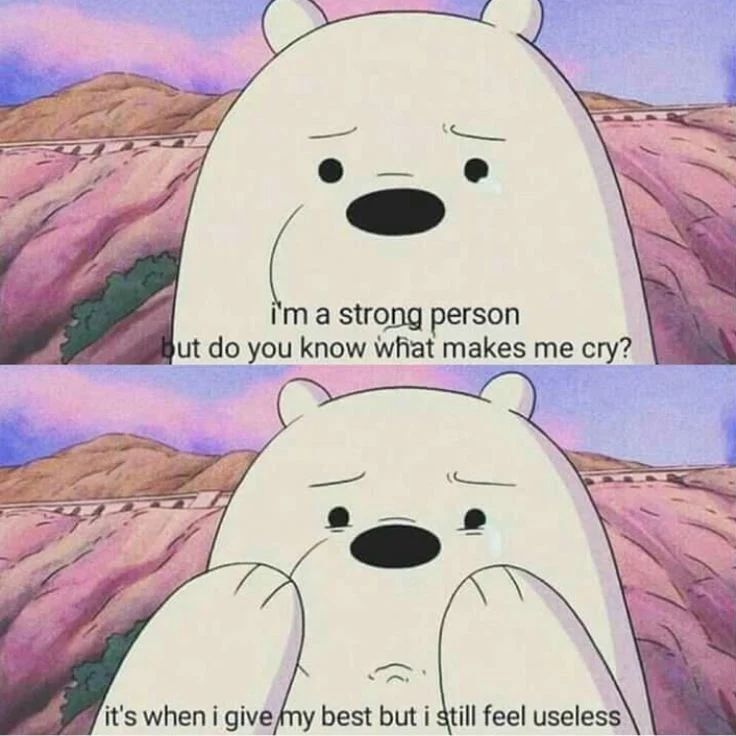 i'm a strong person
but do you know what makes me cry?
it's when i give my best but i still feel useless